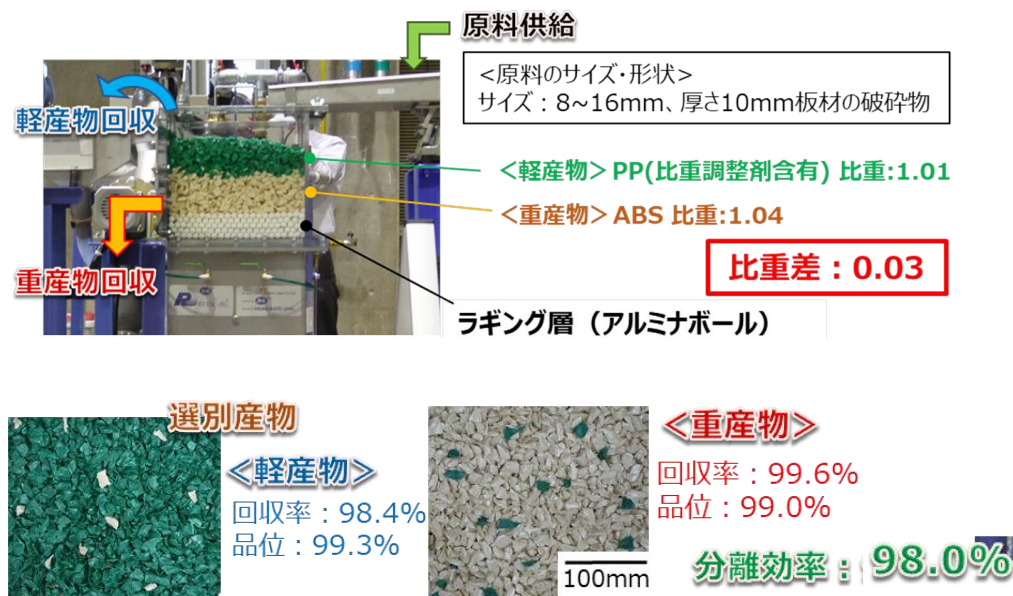 原料供給
<原料のサイズ・形状>
サイズ：8~16mm、厚さ10mm板材の破砕物
軽産物回収
<軽産物> PP(比重調整剤含有) 比重:1.01
<重産物> ABS 比重:1.04
比重差：0.03
重産物回収
ラギング層（アルミナボール）
選別産物
<軽産物>
回収率：98.4%
品位：99.3%
<重産物>
回収率：99.6%
品位：99.0%
100mm
分離効率：98.0%